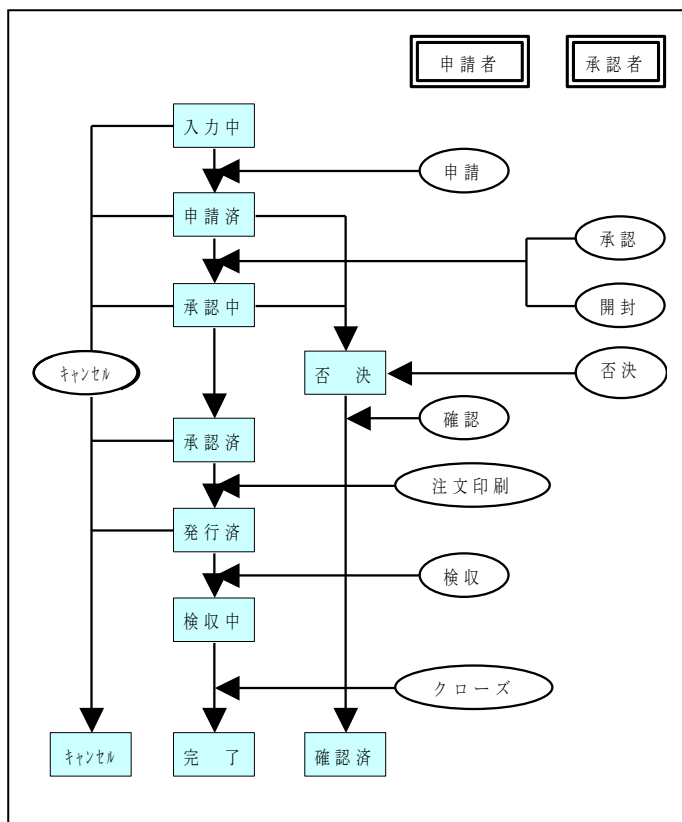 申請者
承認者
入力中
申請
申請済
承認
承認中
開封
キャンセル
否　決
否決
確認
承認済
注文印刷
発行済
検収
検収中
クローズ
キャンセル
完　了
確認済